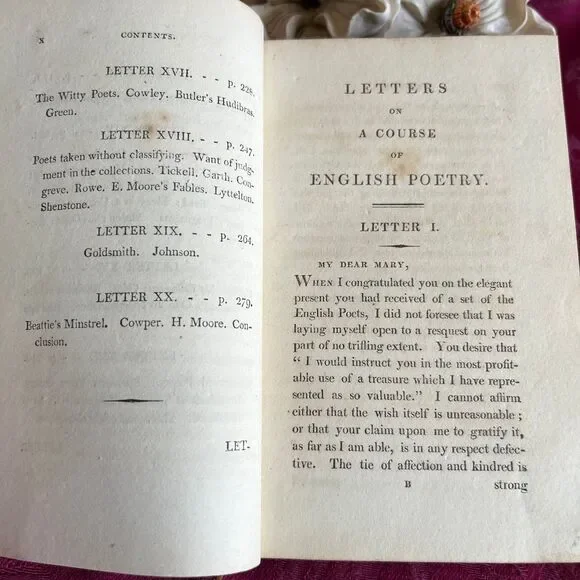 x CONTENTS.
LETTER XVII. - - p. 228.
The Witty Poets. Cowley. Butler's Hudibras.
Green.
LETTER XVIII. - - p. 247.
Poets taken without classifying. Want of judg-
ment in the collections. Tickell. Garth. Con-
greve. Rowe. E. Moore's Fables. Lyttelton.
Shenstone.
LETTER XIX. - - p. 264.
Goldsmith. Johnson.
LETTER XX. - - p. 279.
Beattie's Minstrel. Cowper. H. Moore. Con-
clusion.
LET-
LETTERS
ON
A COURSE
OF
ENGLISH POETRY.
LETTER I.
MY DEAR MARY,
WHEN I congratulated you on the elegant
present you had received of a set of the
English Poets, I did not foresee that I was
laying myself open to a resquest on your
part of no trifling extent. You desire that
" I would instruct you in the most profit-
able use of a treasure which I have repre-
sented as so valuable." I cannot affirm
either that the wish itself is unreasonable ;
or that your claim upon me to gratify it,
as far as I am able, is in any respect defec-
tive. The tie of affection and kindred is
B strong